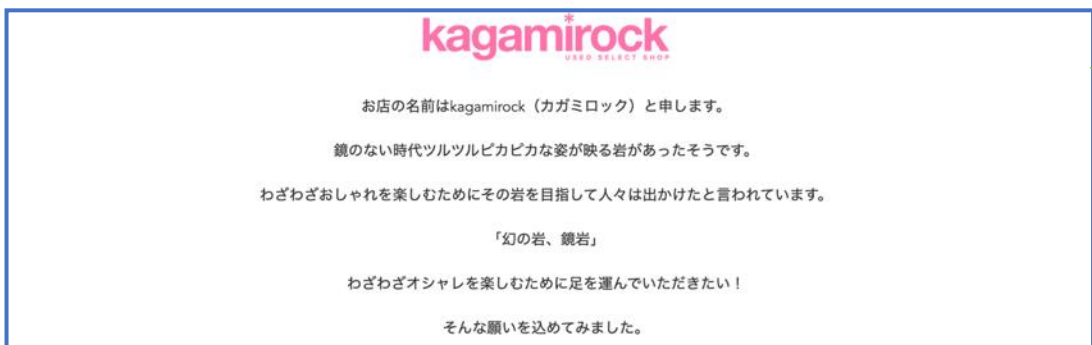 kagamirock
USED SELECT SHOP
お店の名前はkagamirock（カガミロック）と申します。
鏡のない時代ツルツルピカピカな姿が映る岩があったそうです。
わざわざおしゃれを楽しむためにその岩を目指して人々は出かけたと言われています。
「幻の岩、鏡岩」
わざわざオシャレを楽しむために足を運んでいただきたい！
そんな願いを込めてみました。